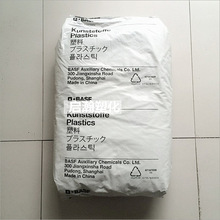 BASF
Kunststoffe
Plastics
塑料
プラスチック
플라스틱
BASF Auxiliary Chemicals Co. Ltd.
300 Jiangxinsha Road
Pudong, Shanghai
Made in China
BASF
Kunststoffe
Plastics
塑料
プラスチック
플라스틱
BASF Auxiliary Chemicals Co. Ltd.
300 Jiangxinsha Road
Pudong, Shanghai
Made in China